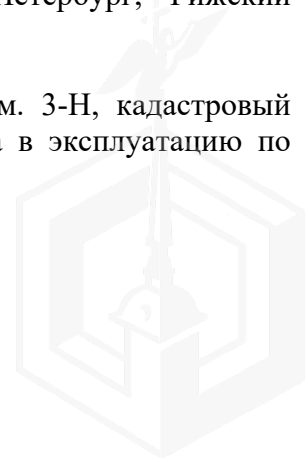 Петербург, Рижский
м. 3-Н, кадастровый
а в эксплуатацию по